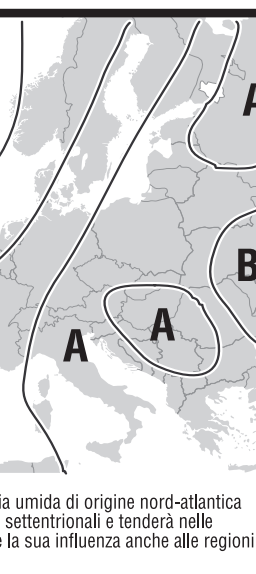 A
B
A
A
ia umida di origine nord-atlantica
settentrionali e tenderà nelle
e la sua influenza anche alle regioni